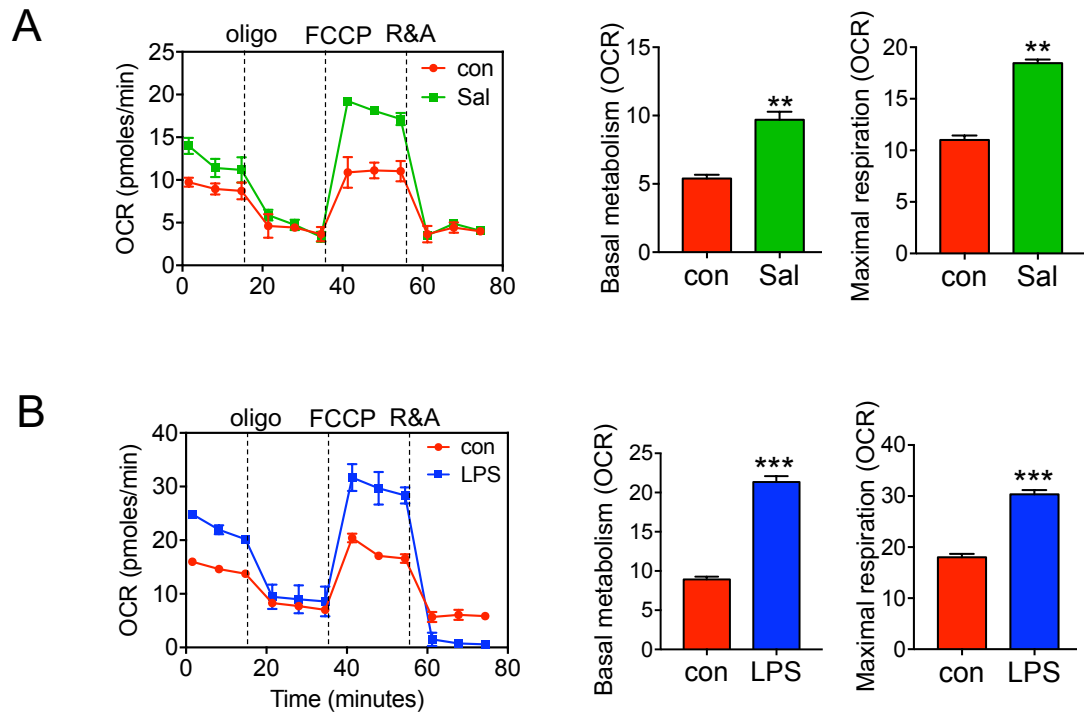 A
oligo FCCP R&A
con
Sal
OCR (pmoles/min)
25
20
15
10
5
0
0 20 40 60 80
Basal metabolism (OCR)
15
10
5
0
**
con Sal
Maximal respiration (OCR)
20
15
10
5
0
**
con Sal
B
oligo FCCP R&A
con
LPS
OCR (pmoles/min)
40
30
20
10
0
0 20 40 60 80
Time (minutes)
Basal metabolism (OCR)
25
20
15
10
5
0
***
con LPS
Maximal respiration (OCR)
40
30
20
10
0
***
con LPS